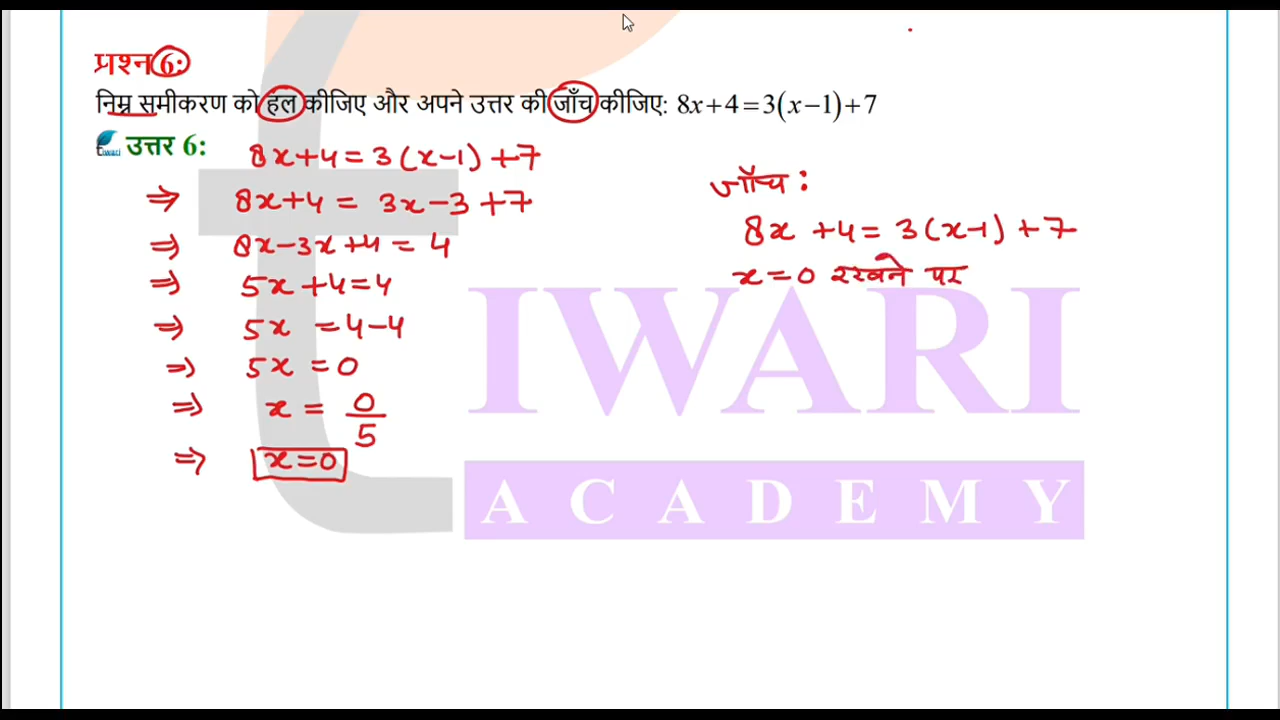 प्रश्न 6:
निम्न समीकरण को हल कीजिए और अपने उत्तर की जाँच कीजिए: 8x+4=3(x−1)+7
Tiwari उत्तर 6:
8x+4=3(x-1)+7
⇒ 8x+4 = 3x-3+7
⇒ 8x-3x+4 = 4
⇒ 5x+4=4
⇒ 5x =4-4
⇒ 5x =0
⇒ x = 0/5
⇒ x=0
जाँच :
8x +4= 3(x-1) +7
x=0 रखने पर
IWARI
ACADEMY